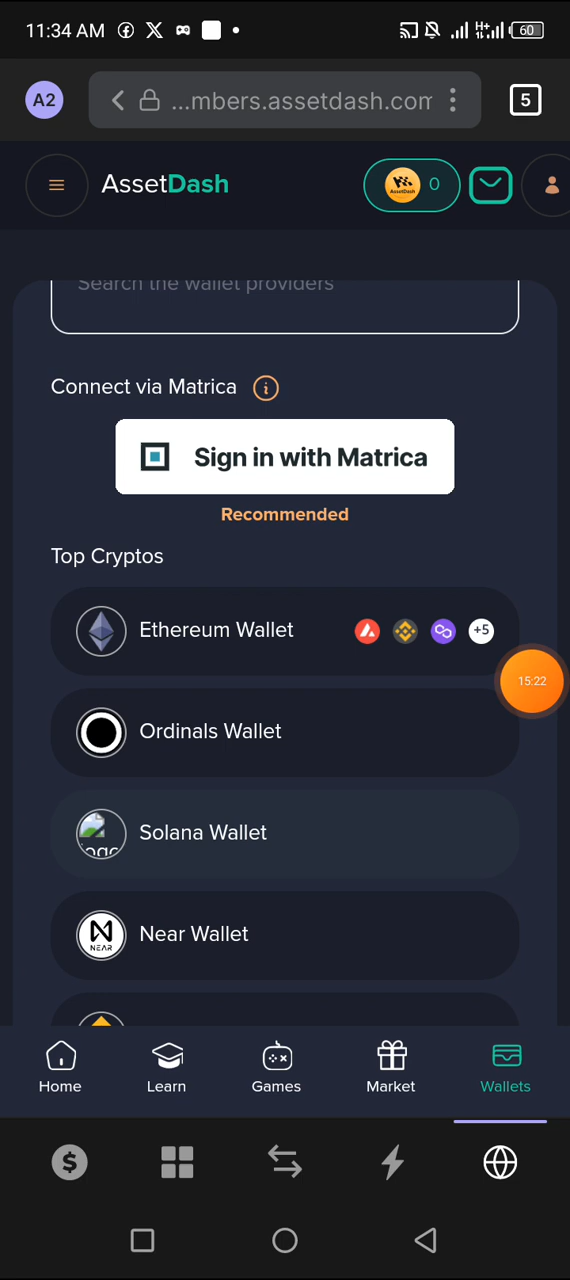 11:34 AM
60
A2
...mbers.assetdash.com
5
AssetDash
AssetDash
0
Search the wallet providers
Connect via Matrica
Sign in with Matrica
Recommended
Top Cryptos
Ethereum Wallet
+5
15:22
Ordinals Wallet
Solana Wallet
Near Wallet
NEAR
Home
Learn
Games
Market
Wallets